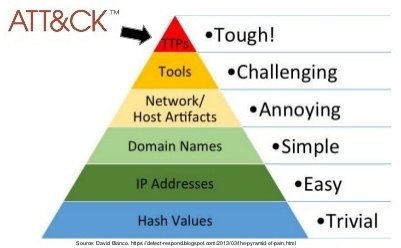 ATT&CK™
TTPs
•Tough!
Tools
•Challenging
Network/
Host Artifacts
•Annoying
Domain Names
•Simple
IP Addresses
•Easy
Hash Values
•Trivial
Source: David Bianco, https://detect-respond.blogspot.com/2013/03/the-pyramid-of-pain.html